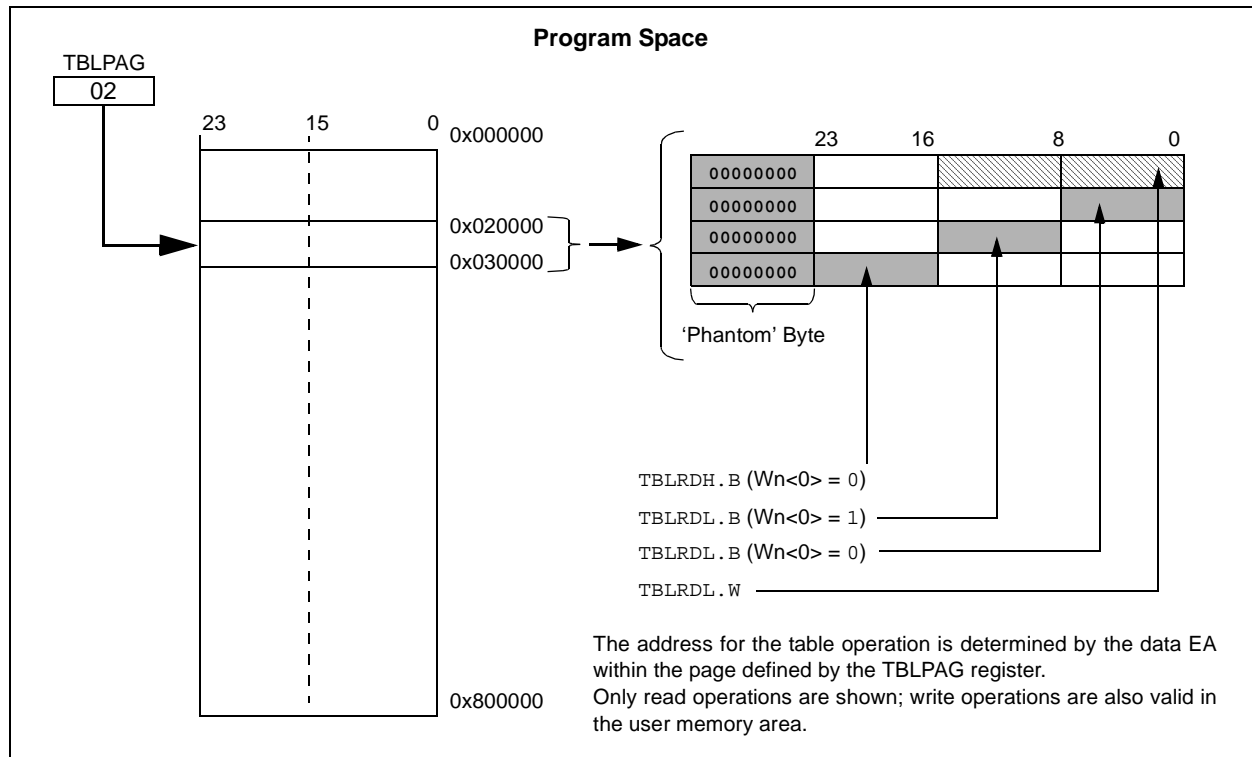 Program Space
TBLPAG
02
23 15 0
0x000000
0x020000
0x030000
0x800000
23 16 8 0
00000000
00000000
00000000
00000000
‘Phantom’ Byte
TBLRDH.B (Wn<0> = 0)
TBLRDL.B (Wn<0> = 1)
TBLRDL.B (Wn<0> = 0)
TBLRDL.W
The address for the table operation is determined by the data EA
within the page defined by the TBLPAG register.
Only read operations are shown; write operations are also valid in
the user memory area.